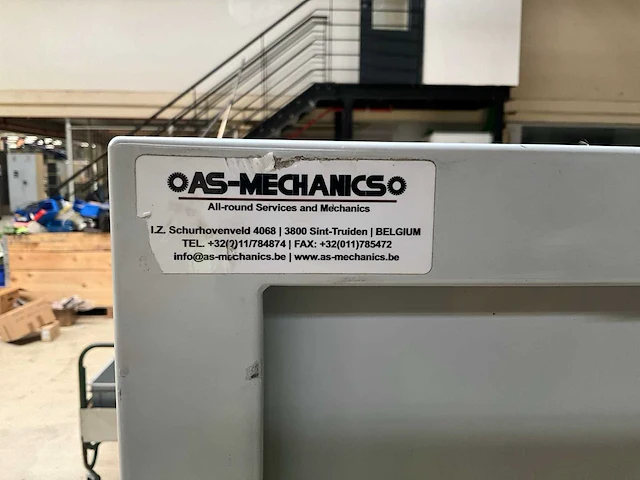 AS-MECHANICS
All-round Services and Mechanics
I.Z. Schurhovenveld 4068 | 3800 Sint-Truiden | BELGIUM
TEL. +32(0)11/784874 | FAX: +32(011)785472
info@as-mechanics.be | www.as-mechanics.be